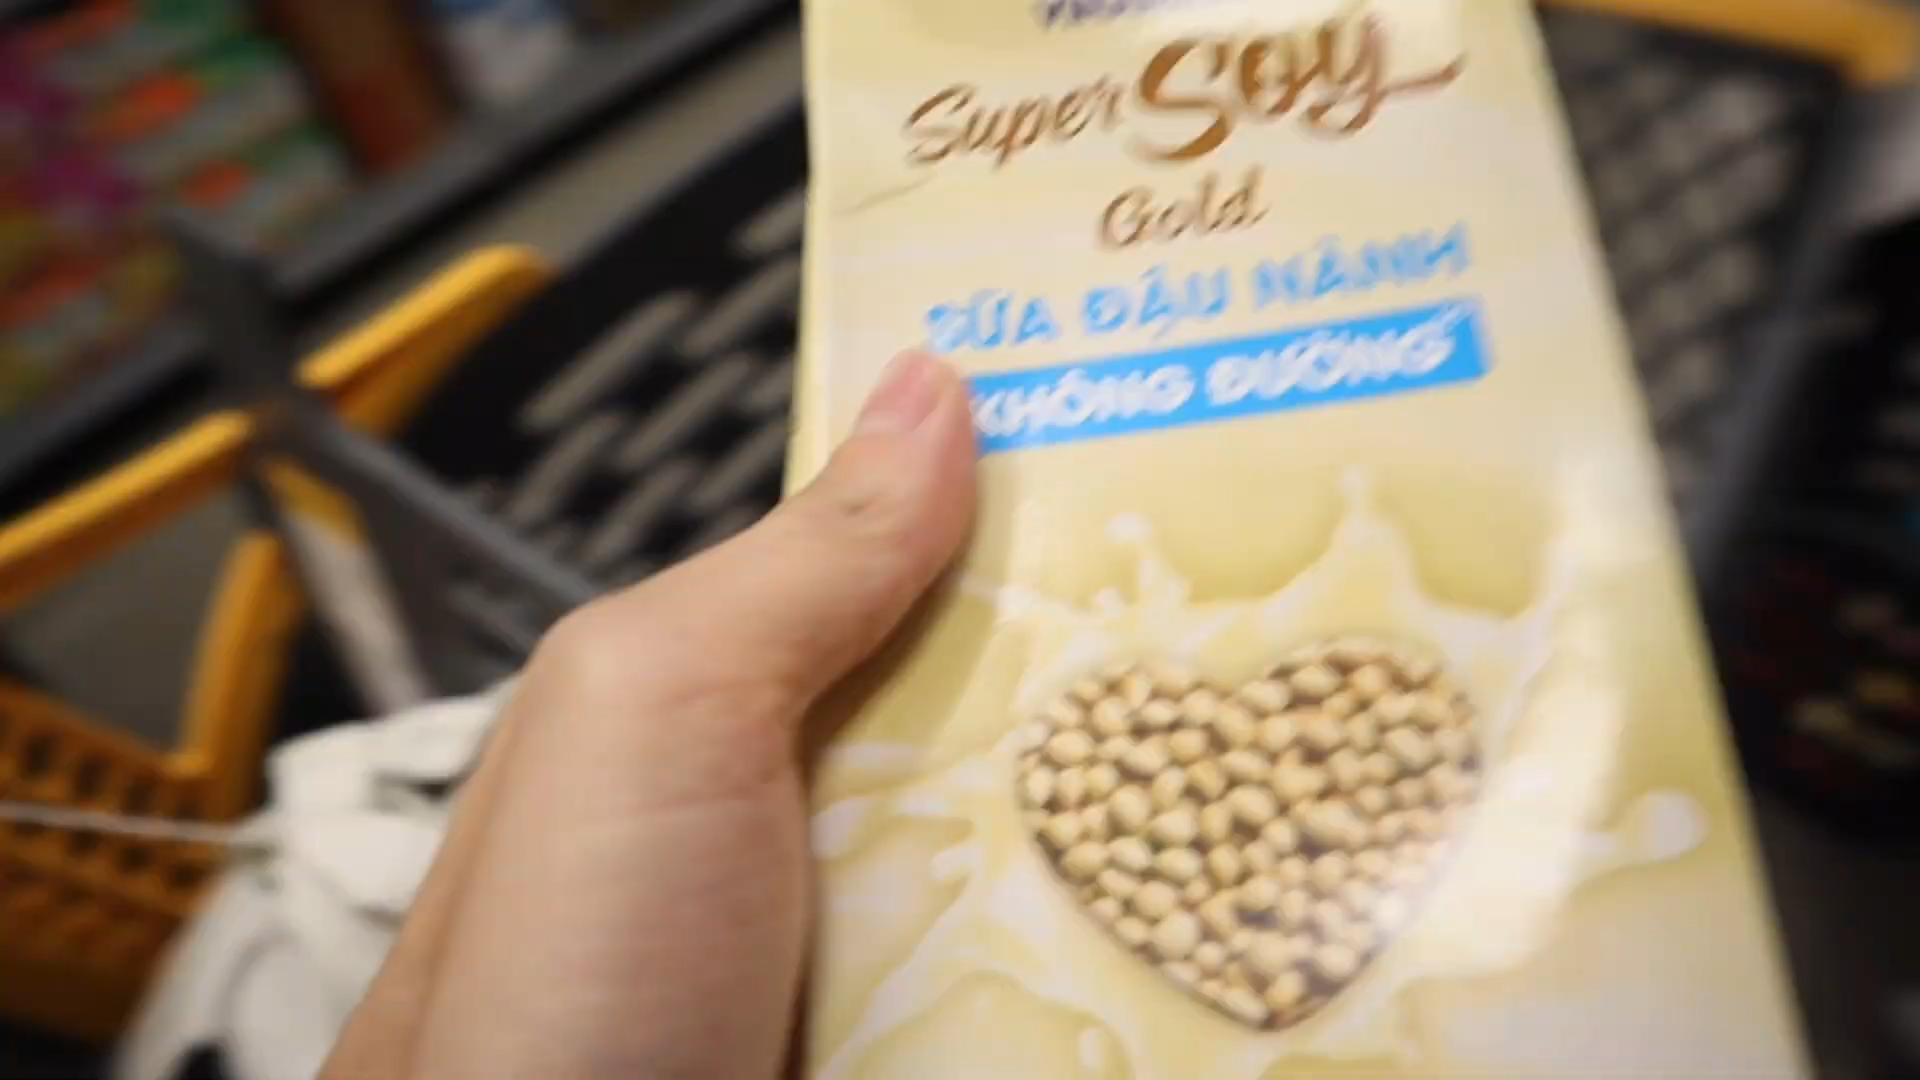 Super Soy
Gold
SỮA ĐẬU NÀNH
KHÔNG ĐƯỜNG